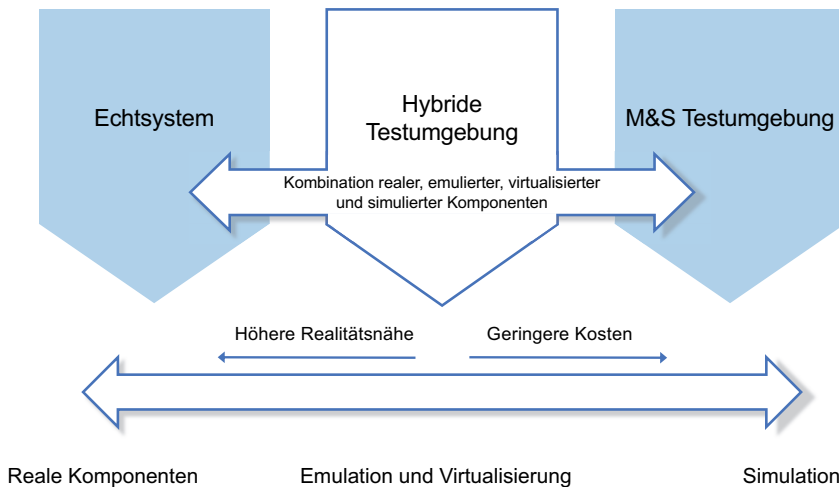 Echtsystem
Hybride
Testumgebung
M&S Testumgebung
Kombination realer, emulierter, virtualisierter
und simulierter Komponenten
Höhere Realitätsnähe
Geringere Kosten
Reale Komponenten
Emulation und Virtualisierung
Simulation